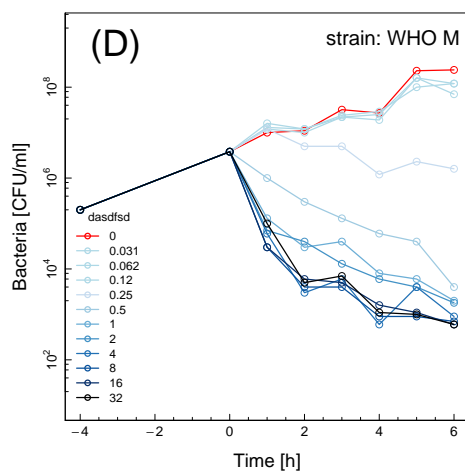 (D)
strain: WHO M
Bacteria [CFU/ml]
10^8
10^6
10^4
10^2
dasdfsd
0
0.031
0.062
0.12
0.25
0.5
1
2
4
8
16
32
−4 −2 0 2 4 6
Time [h]